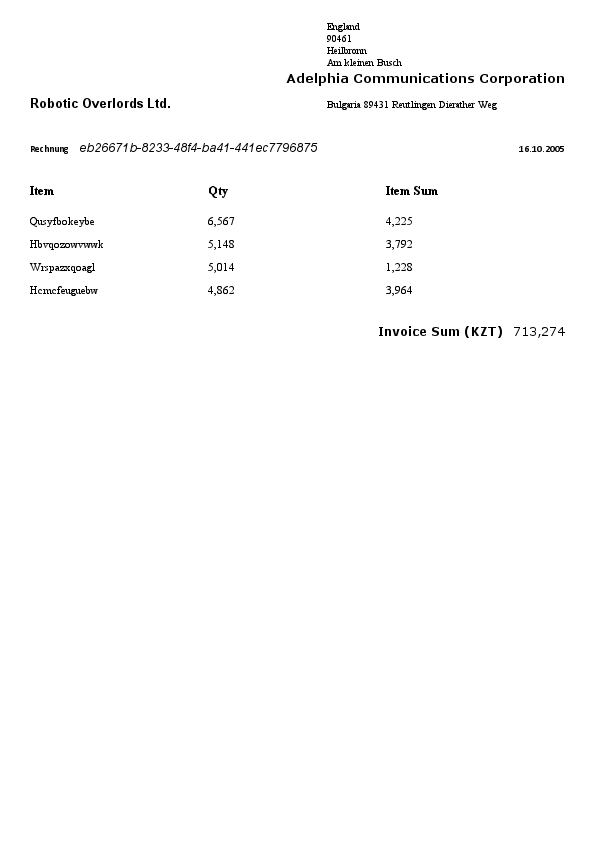 England
90461
Heilbronn
Am kleinen Busch
Adelphia Communications Corporation
Robotic Overlords Ltd. Bulgaria 89431 Reutlingen Dierather Weg
Rechnung eb26671b-8233-48f4-ba41-441ec7796875 16.10.2005
Item Qty Item Sum
Qusyfbokeybe 6,567 4,225
Hbvqozowvwwk 5,148 3,792
Wrspazxqoagl 5,014 1,228
Hcmcfeuguebw 4,862 3,964
Invoice Sum (KZT) 713,274